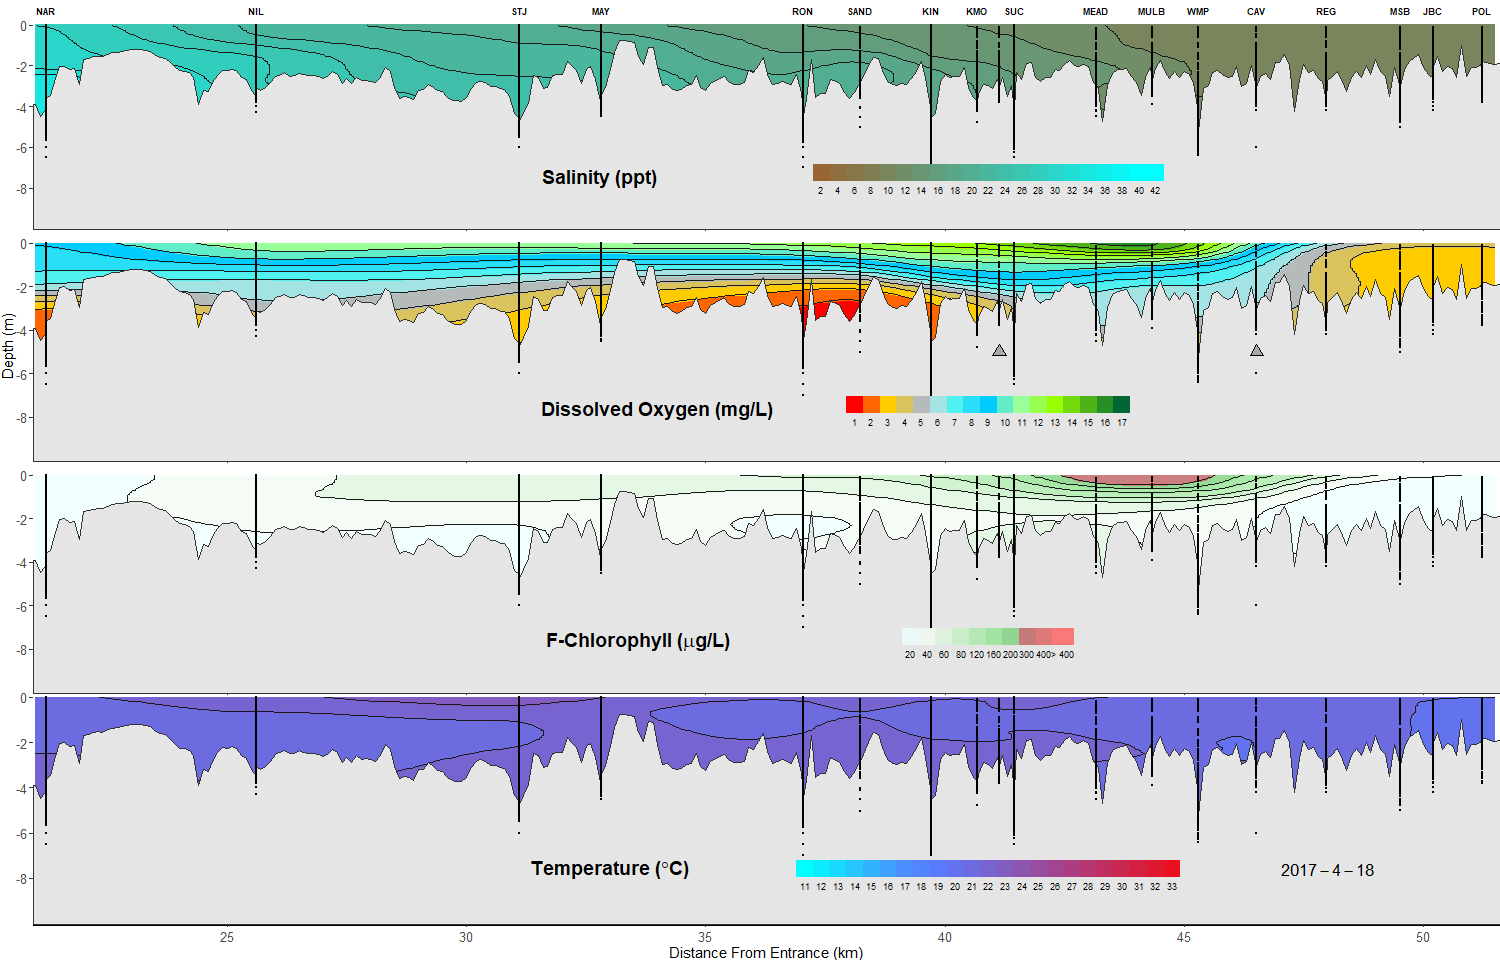 NAR NIL STJ MAY RON SAND KIN KMO SUC MEAD MULB WMP CAV REG MSB JBC POL
0
-2
-4
-6
-8
Salinity (ppt)
2 4 6 8 10 12 14 16 18 20 22 24 26 28 30 32 34 36 38 40 42
0
-2
-4
-6
-8
Depth (m)
Dissolved Oxygen (mg/L)
1 2 3 4 5 6 7 8 9 10 11 12 13 14 15 16 17
0
-2
-4
-6
-8
F-Chlorophyll (μg/L)
20 40 60 80 120 160 200 300 400> 400
0
-2
-4
-6
-8
Temperature (°C)
11 12 13 14 15 16 17 18 19 20 21 22 23 24 25 26 27 28 29 30 31 32 33
2017 – 4 – 18
25 30 35 40 45 50
Distance From Entrance (km)